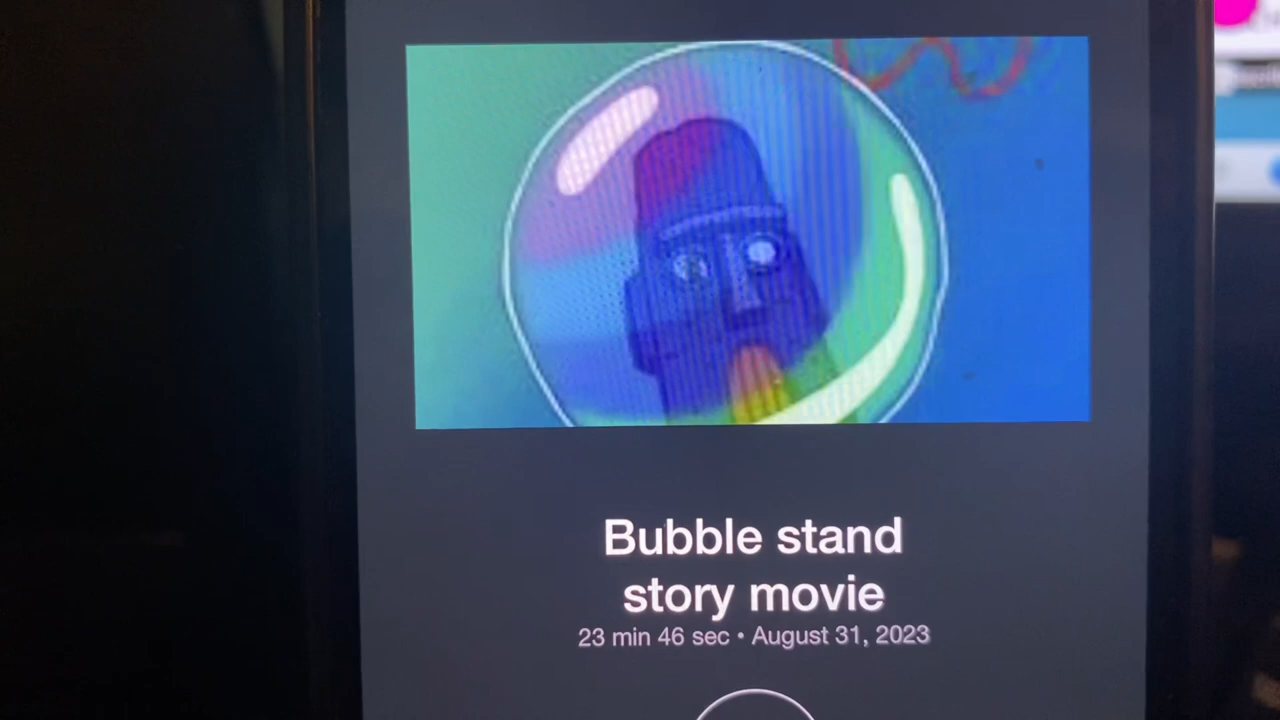 Bubble stand
story movie
23 min 46 sec • August 31, 2023